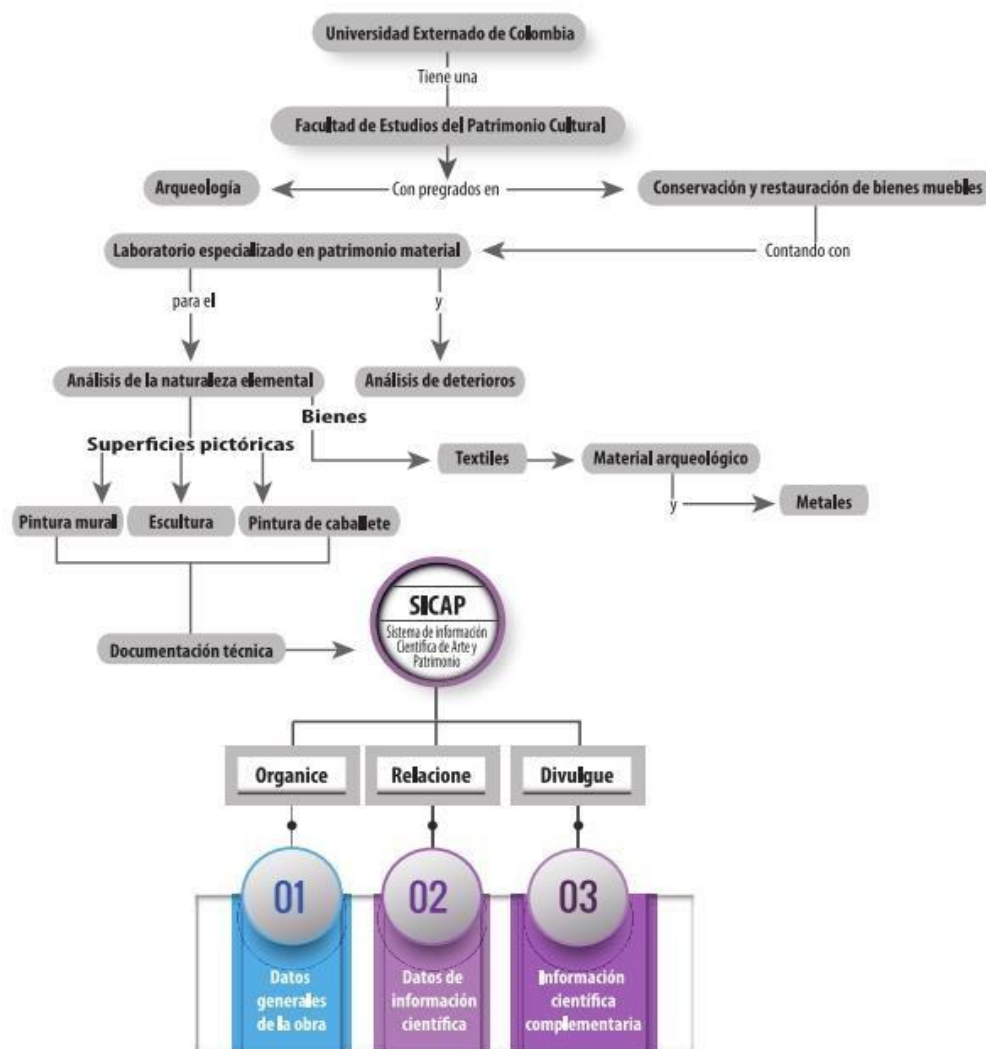 Universidad Externado de Colombia
Tiene una
Facultad de Estudios del Patrimonio Cultural
Arqueología
Con pregrados en
Conservación y restauración de bienes muebles
Laboratorio especializado en patrimonio material
Contando con
para el
y
Análisis de la naturaleza elemental
Análisis de deterioros
Bienes
Superficies pictóricas
Textiles
Material arqueológico
y
Metales
Pintura mural
Escultura
Pintura de caballete
SICAP
Sistema de información
Científica de Arte y
Patrimonio
Documentación técnica
Organice
Relacione
Divulgue
01
02
03
Datos
generales
de la obra
Datos de
información
científica
Información
científica
complementaria